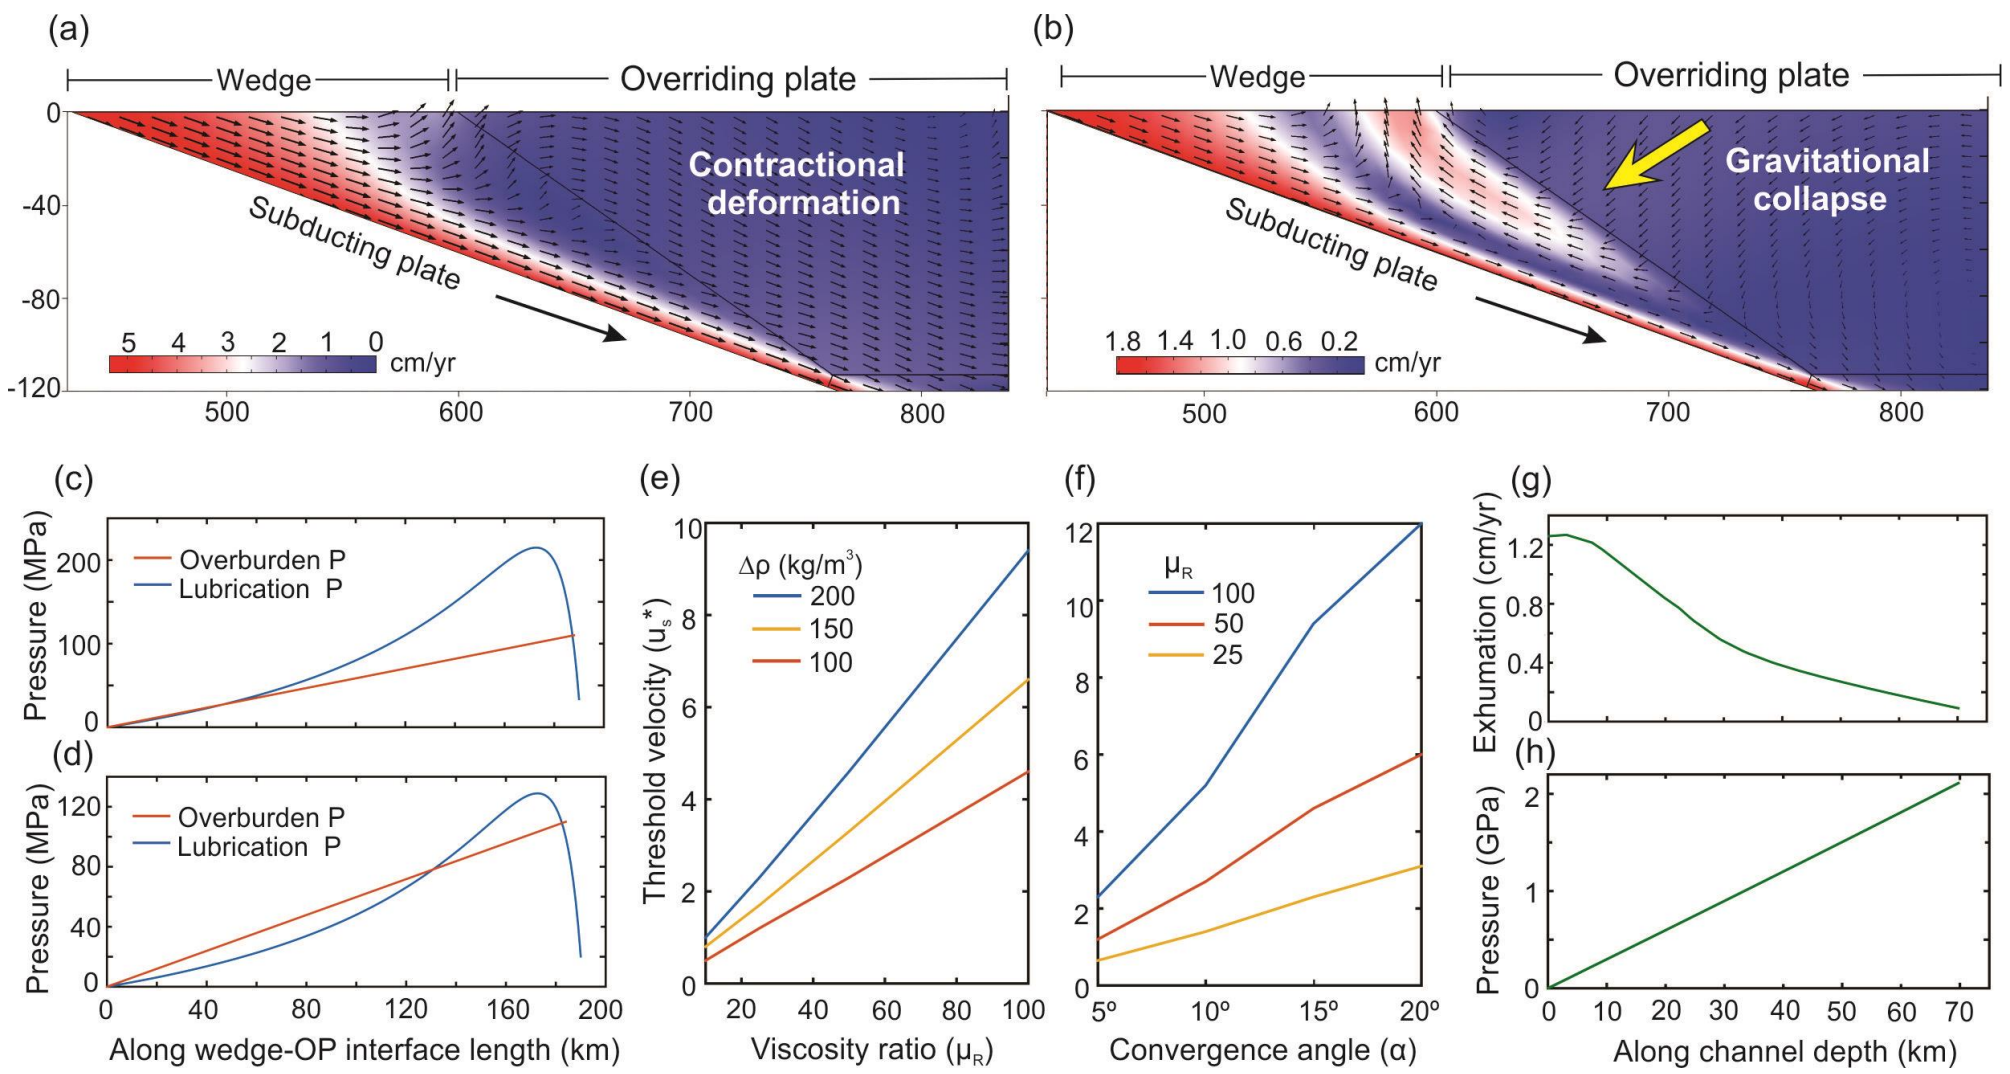 (a)
Wedge
Overriding plate
0
-40
-80
-120
Contractional
deformation
Subducting plate
5 4 3 2 1 0
cm/yr
500 600 700 800
(b)
Wedge
Overriding plate
Gravitational
collapse
Subducting plate
1.8 1.4 1.0 0.6 0.2
cm/yr
500 600 700 800
(c)
Pressure (MPa)
200
100
0
Overburden P
Lubrication P
(d)
Pressure (MPa)
120
80
40
0
Overburden P
Lubrication P
0 40 80 120 160 200
Along wedge-OP interface length (km)
(e)
Threshold velocity (uₛ*)
10
8
6
4
2
0
Δρ (kg/m³)
200
150
100
20 40 60 80 100
Viscosity ratio (μR)
(f)
12
10
8
6
4
2
0
μR
100
50
25
5º 10º 15º 20º
Convergence angle (α)
(g)
Exhumation (cm/yr)
1.2
0.8
0.4
0
(h)
Pressure (GPa)
2
1
0
0 10 20 30 40 50 60 70
Along channel depth (km)